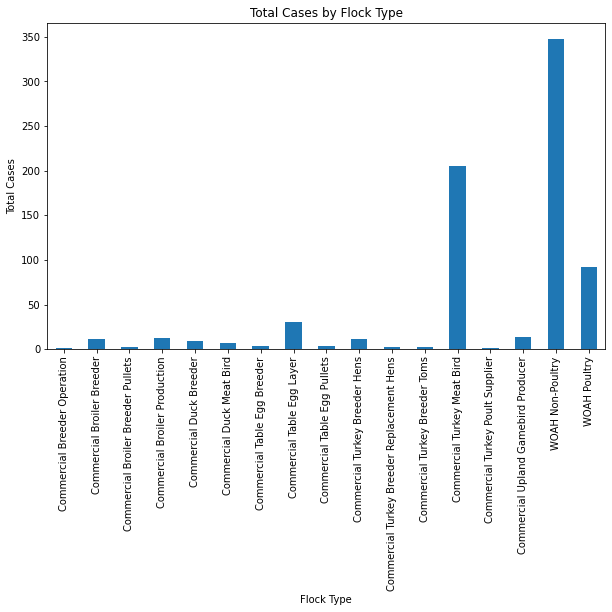 Total Cases by Flock Type
350
300
250
200
150
100
50
0
Total Cases
Commercial Breeder Operation
Commercial Broiler Breeder
Commercial Broiler Breeder Pullets
Commercial Broiler Production
Commercial Duck Breeder
Commercial Duck Meat Bird
Commercial Table Egg Breeder
Commercial Table Egg Layer
Commercial Table Egg Pullets
Commercial Turkey Breeder Hens
Commercial Turkey Breeder Replacement Hens
Commercial Turkey Breeder Toms
Commercial Turkey Meat Bird
Commercial Turkey Poult Supplier
Commercial Upland Gamebird Producer
WOAH Non-Poultry
WOAH Poultry
Flock Type